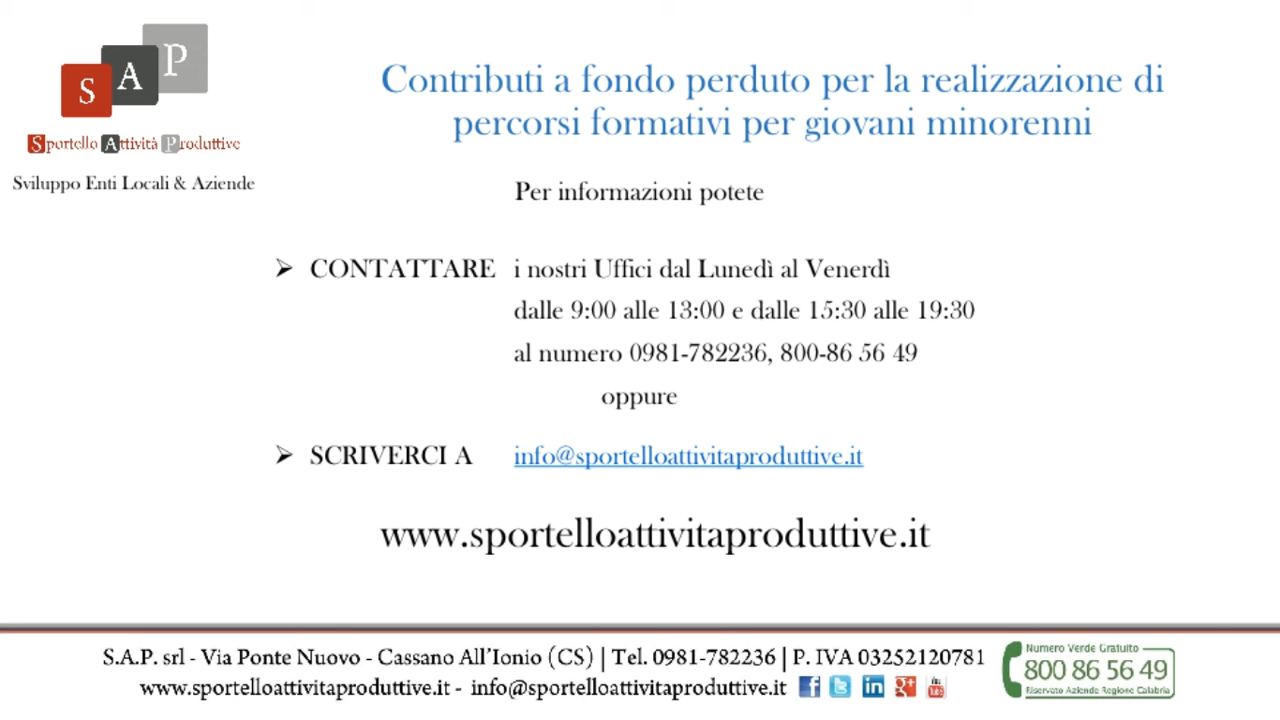 S A P
Sportello Attività Produttive
Sviluppo Enti Locali & Aziende
Contributi a fondo perduto per la realizzazione di
percorsi formativi per giovani minorenni
Per informazioni potete
➢ CONTATTARE i nostri Uffici dal Lunedì al Venerdì
dalle 9:00 alle 13:00 e dalle 15:30 alle 19:30
al numero 0981-782236, 800-86 56 49
oppure
➢ SCRIVERCI A info@sportelloattivitaproduttive.it
www.sportelloattivitaproduttive.it
S.A.P. srl - Via Ponte Nuovo - Cassano All'Ionio (CS) | Tel. 0981-782236 | P. IVA 03252120781
www.sportelloattivitaproduttive.it - info@sportelloattivitaproduttive.it
Numero Verde Gratuito
800 86 56 49
Riservato Aziende Regione Calabria